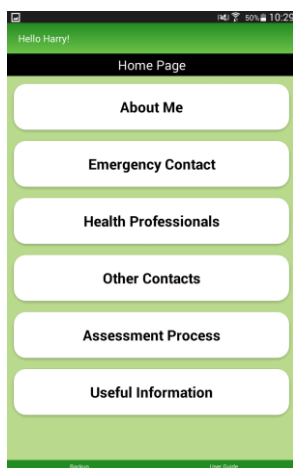 50% 10:29
Hello Harry!
Home Page
About Me
Emergency Contact
Health Professionals
Other Contacts
Assessment Process
Useful Information
Backup User Guide